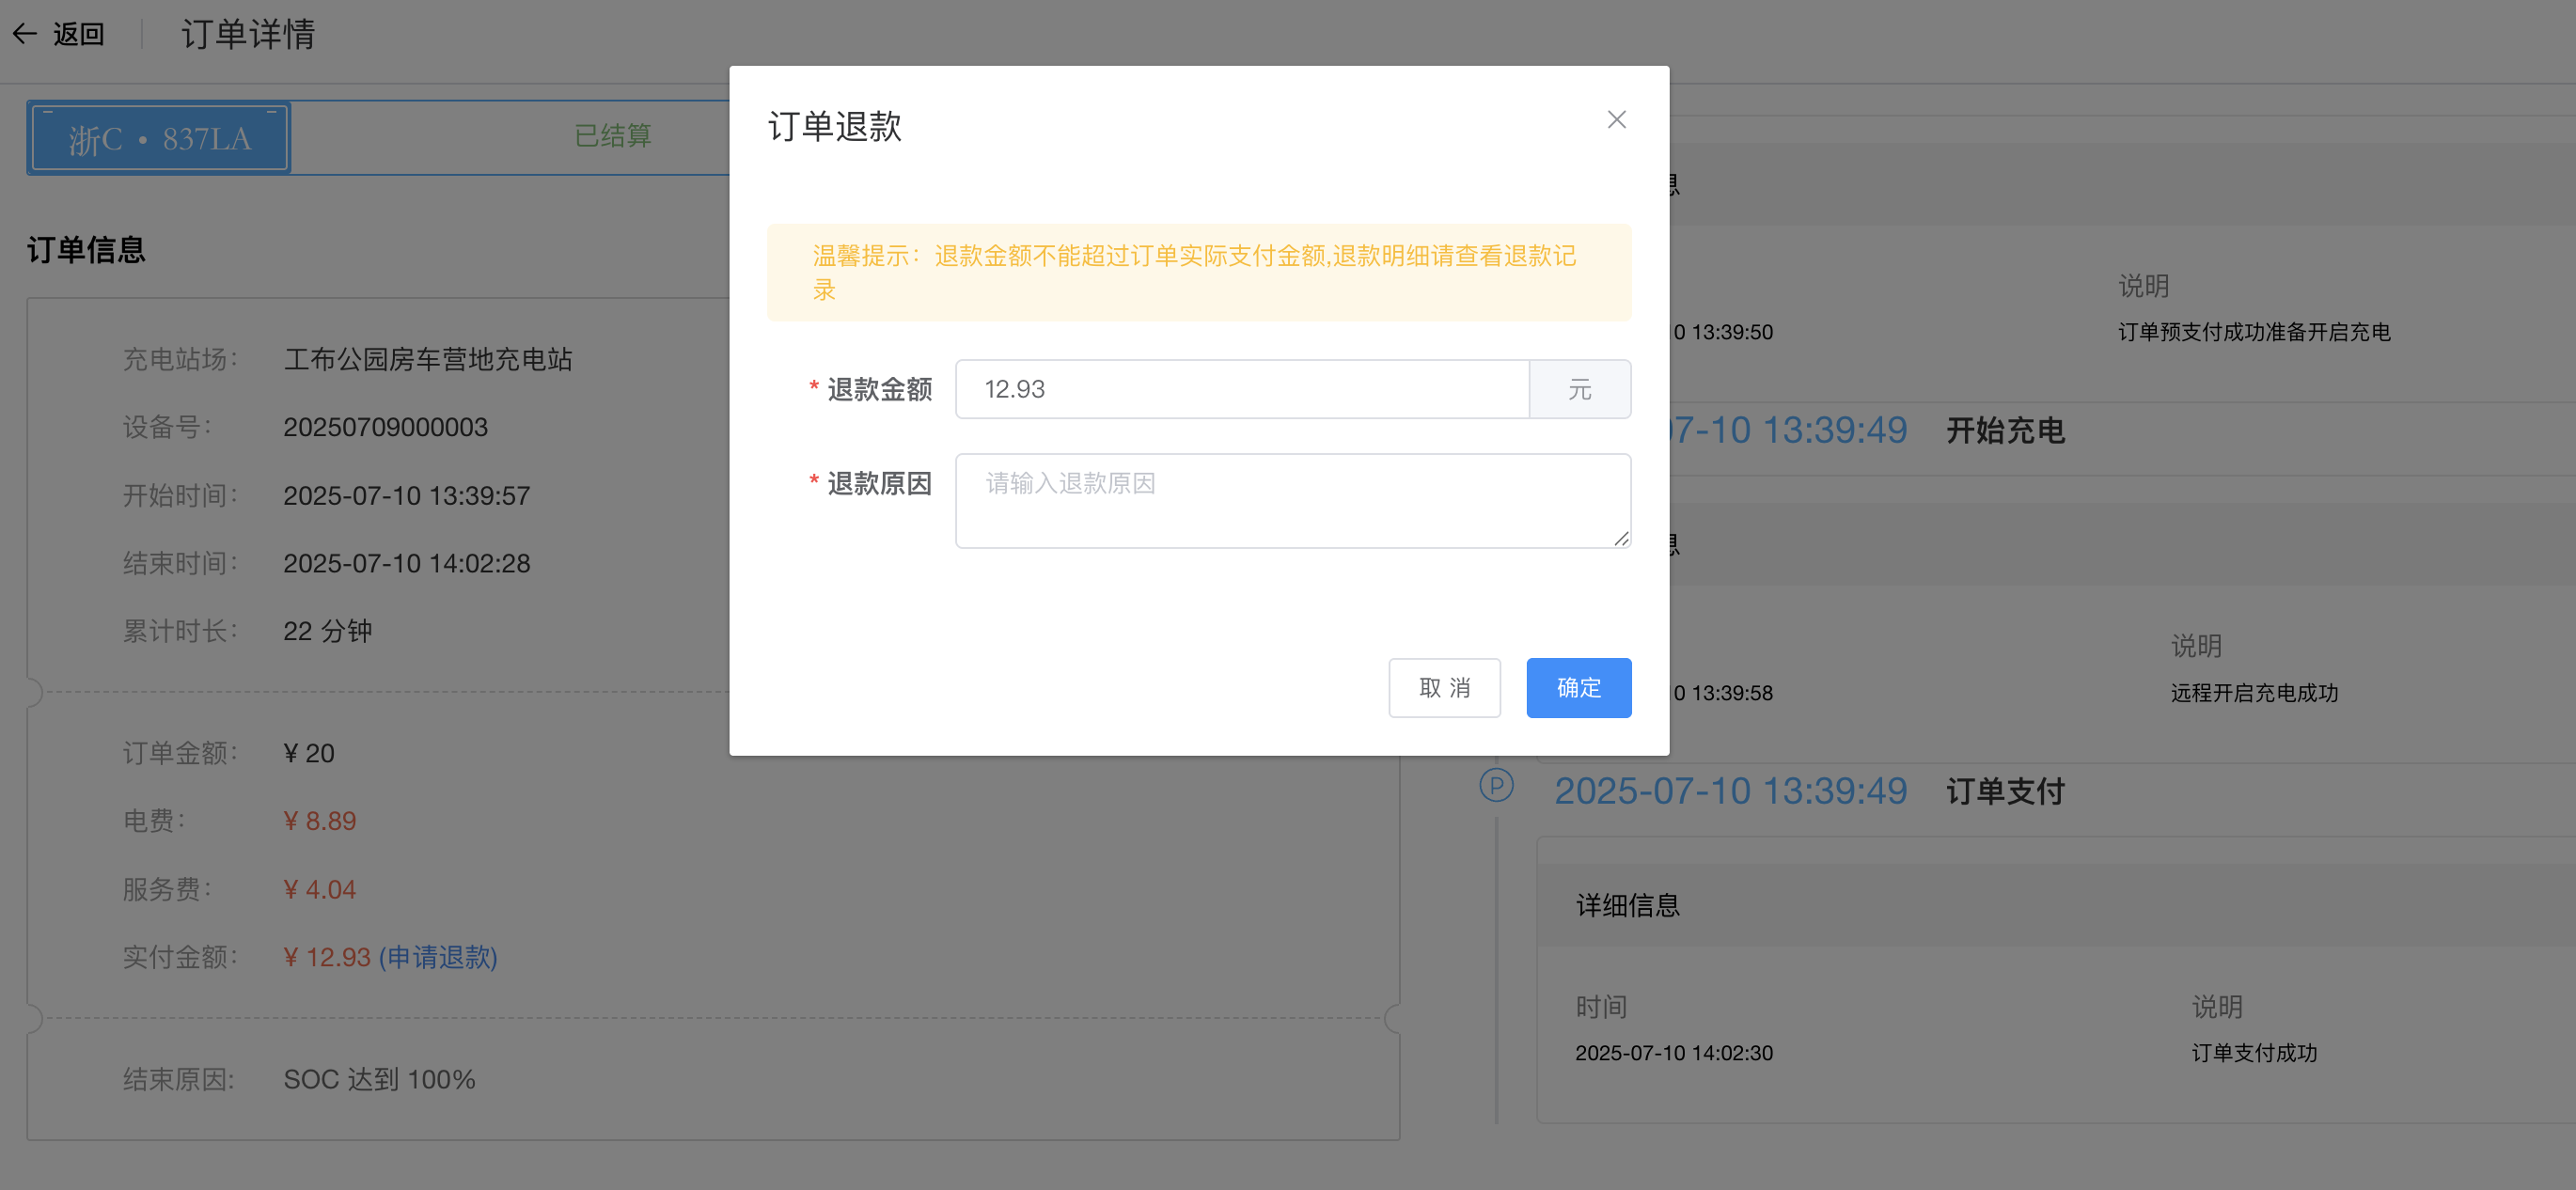 返回
订单详情
浙C·837LA
已结算
订单信息
充电站场：
工布公园房车营地充电站
设备号：
20250709000003
开始时间：
2025-07-10 13:39:57
结束时间：
2025-07-10 14:02:28
累计时长：
22 分钟
订单金额：
¥ 20
电费：
¥ 8.89
服务费：
¥ 4.04
实付金额：
¥ 12.93 (申请退款)
结束原因:
SOC 达到 100%
订单退款
温馨提示：退款金额不能超过订单实际支付金额,退款明细请查看退款记
录
* 退款金额
12.93
元
* 退款原因
请输入退款原因
取 消
确定
说明
0 13:39:50
订单预支付成功准备开启充电
07-10 13:39:49
开始充电
说明
0 13:39:58
远程开启充电成功
P
2025-07-10 13:39:49
订单支付
详细信息
时间
说明
2025-07-10 14:02:30
订单支付成功